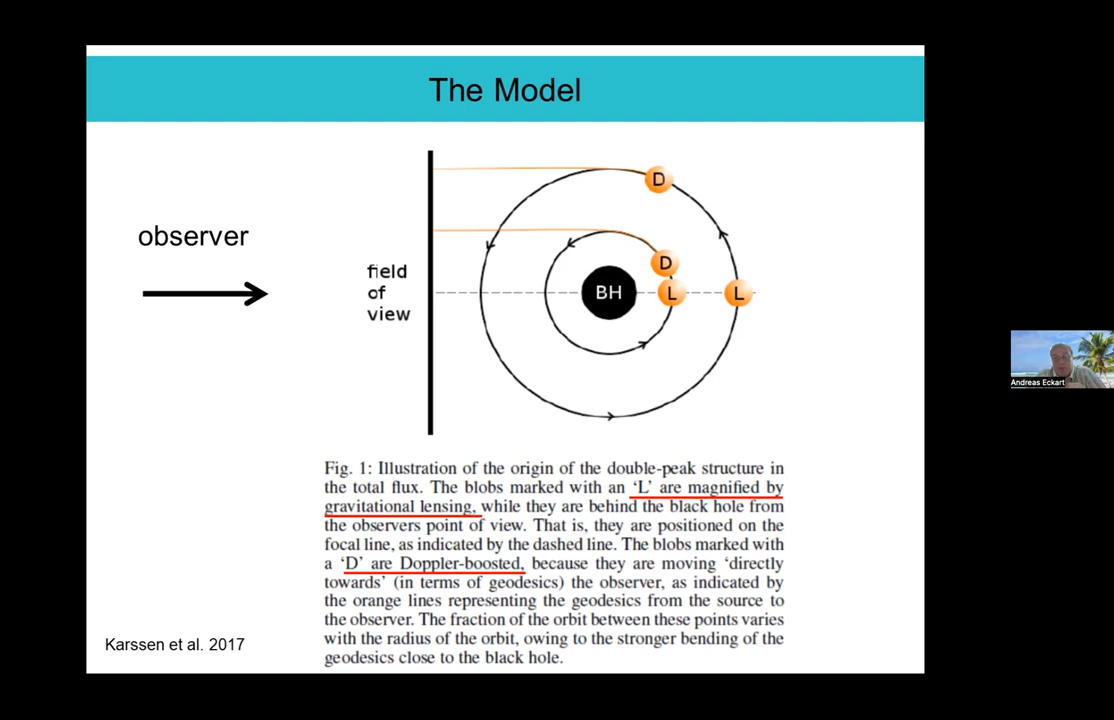 The Model
observer
field
of
view
D
D
BH
L
L
Fig. 1: Illustration of the origin of the double-peak structure in
the total flux. The blobs marked with an ‘L’ are magnified by
gravitational lensing, while they are behind the black hole from
the observers point of view. That is, they are positioned on the
focal line, as indicated by the dashed line. The blobs marked with
a ‘D’ are Doppler-boosted, because they are moving ‘directly
towards’ (in terms of geodesics) the observer, as indicated by
the orange lines representing the geodesics from the source to
the observer. The fraction of the orbit between these points varies
with the radius of the orbit, owing to the stronger bending of the
geodesics close to the black hole.
Karssen et al. 2017
Andreas Eckart